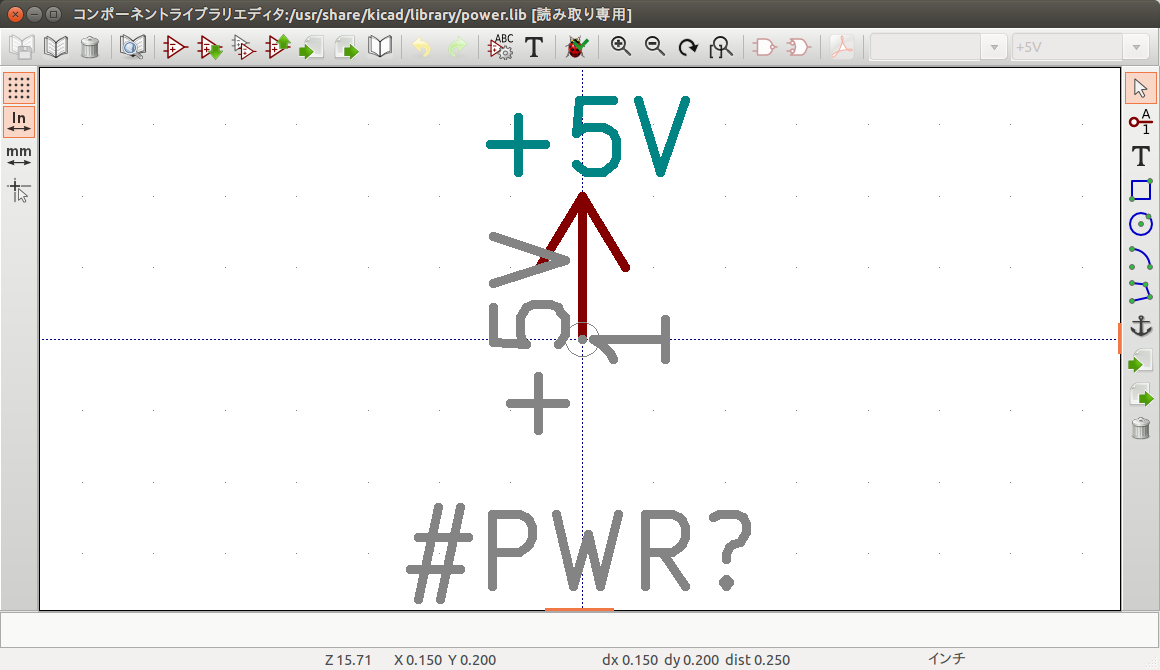 コンポーネントライブラリエディタ:/usr/share/kicad/library/power.lib [読み取り専用]
ABC
T
+5V
In
mm
A
1
T
+5V
+5V
1
#PWR?
Z 15.71 X 0.150 Y 0.200 dx 0.150 dy 0.200 dist 0.250 インチ